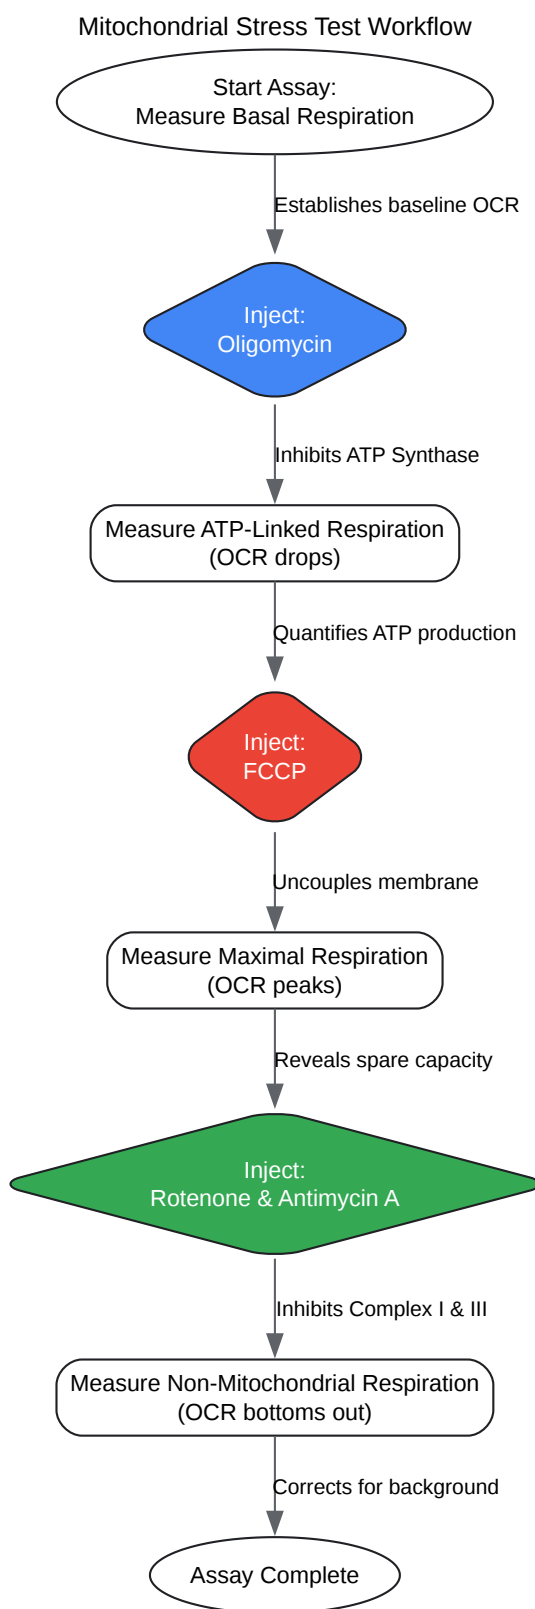 Mitochondrial Stress Test Workflow
Start Assay:
Measure Basal Respiration
Establishes baseline OCR
Inject:
Oligomycin
Inhibits ATP Synthase
Measure ATP-Linked Respiration
(OCR drops)
Quantifies ATP production
Inject:
FCCP
Uncouples membrane
Measure Maximal Respiration
(OCR peaks)
Reveals spare capacity
Inject:
Rotenone & Antimycin A
Inhibits Complex I & III
Measure Non-Mitochondrial Respiration
(OCR bottoms out)
Corrects for background
Assay Complete